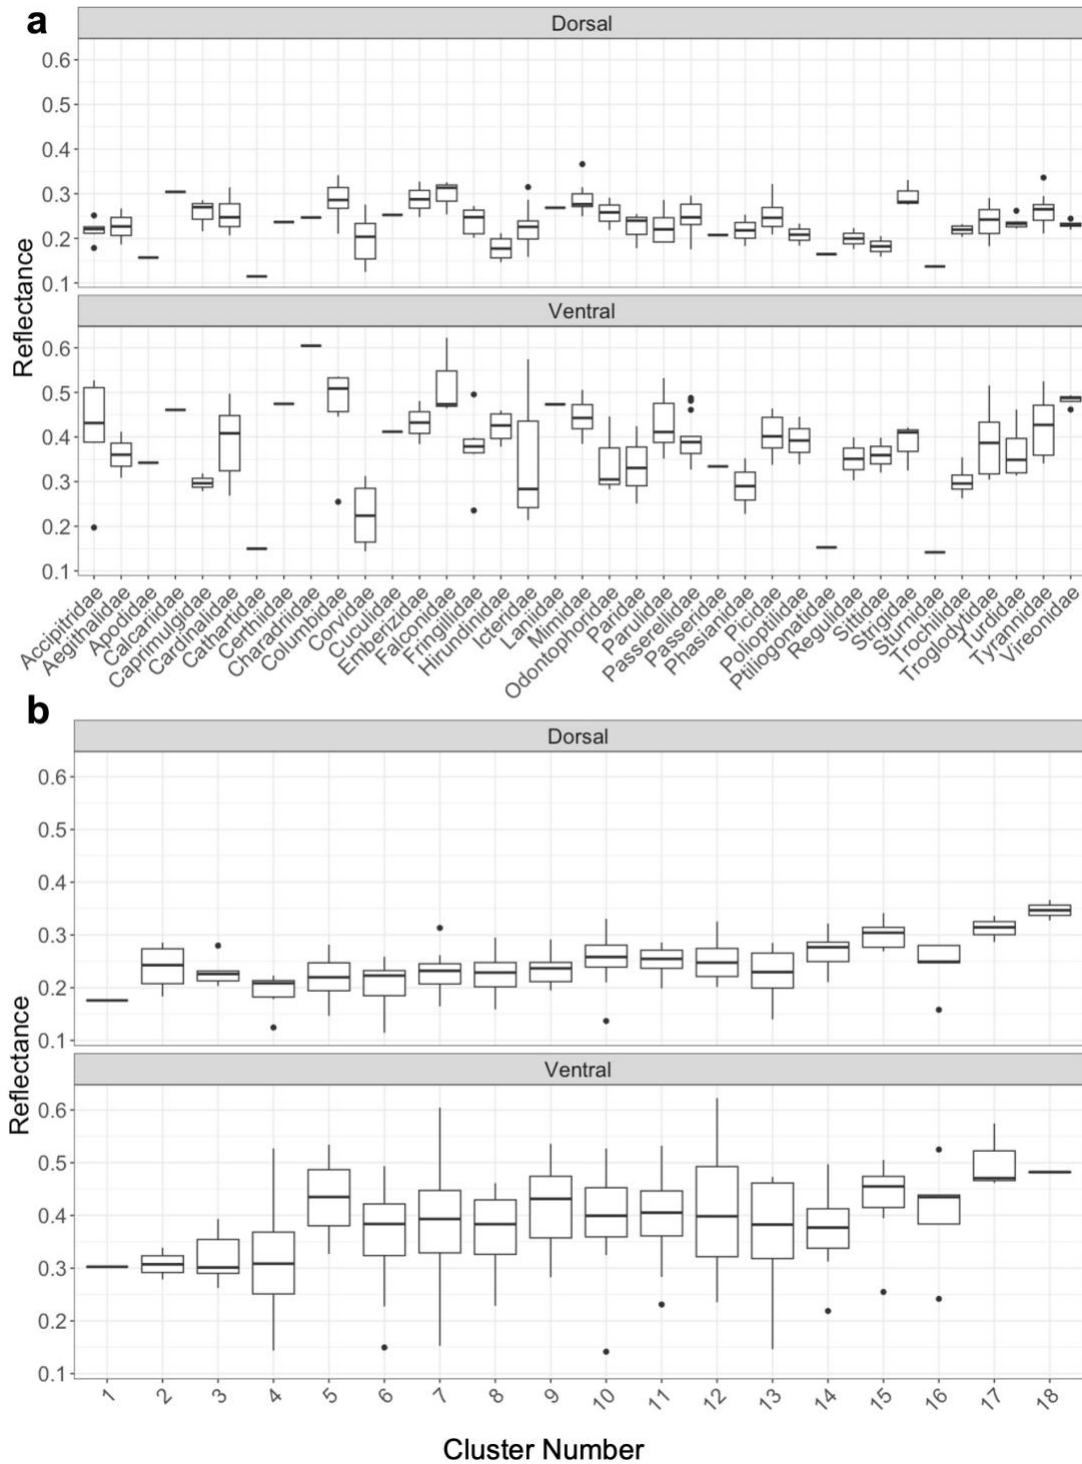 a
Dorsal
0.6
0.5
0.4
0.3
0.2
0.1
Ventral
0.6
0.5
0.4
0.3
0.2
0.1
Reflectance
Accipitridae
Aegithalidae
Apodidae
Calcariidae
Caprimulgidae
Cardinalidae
Cathartidae
Certhiidae
Charadriidae
Columbidae
Corvidae
Cuculidae
Emberizidae
Falconidae
Fringillidae
Hirundinidae
Icteridae
Laniidae
Mimidae
Odontophoridae
Paridae
Parulidae
Passerellidae
Passeridae
Phasianidae
Picidae
Polioptilidae
Ptiliogonatidae
Regulidae
Sittidae
Strigidae
Sturnidae
Trochilidae
Troglodytidae
Turdidae
Tyrannidae
Vireonidae
b
Dorsal
0.6
0.5
0.4
0.3
0.2
0.1
Ventral
0.6
0.5
0.4
0.3
0.2
0.1
Reflectance
1 2 3 4 5 6 7 8 9 10 11 12 13 14 15 16 17 18
Cluster Number